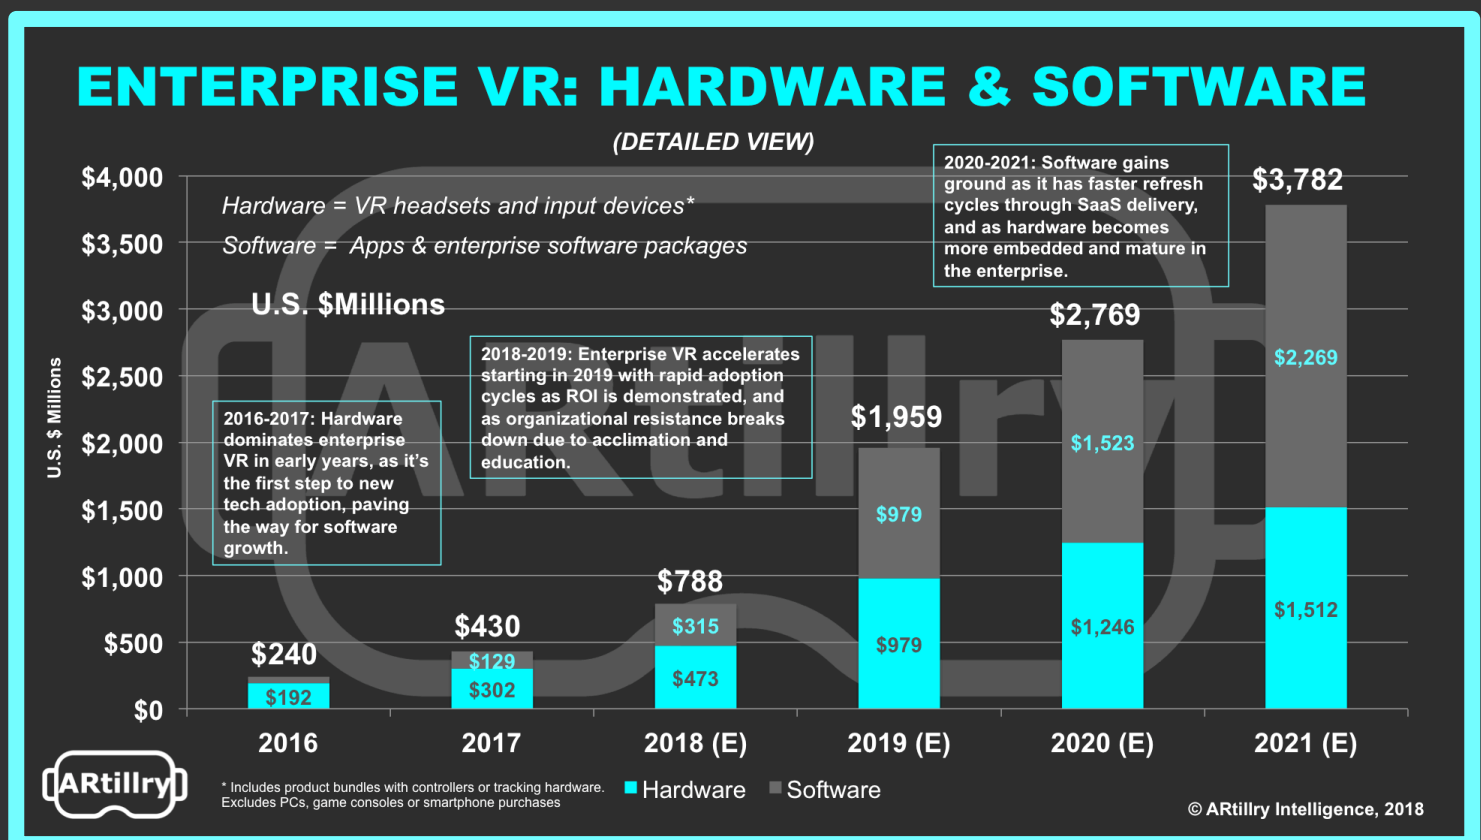 ENTERPRISE VR: HARDWARE & SOFTWARE
(DETAILED VIEW)
Hardware = VR headsets and input devices*
Software = Apps & enterprise software packages
U.S. $Millions
2016-2017: Hardware
dominates enterprise
VR in early years, as it’s
the first step to new
tech adoption, paving
the way for software
growth.
2018-2019: Enterprise VR accelerates
starting in 2019 with rapid adoption
cycles as ROI is demonstrated, and
as organizational resistance breaks
down due to acclimation and
education.
2020-2021: Software gains
ground as it has faster refresh
cycles through SaaS delivery,
and as hardware becomes
more embedded and mature in
the enterprise.
U.S. $ Millions
$4,000
$3,500
$3,000
$2,500
$2,000
$1,500
$1,000
$500
$0
$240
$192
$430
$129
$302
$788
$315
$473
$1,959
$979
$979
$2,769
$1,523
$1,246
$3,782
$2,269
$1,512
2016
2017
2018 (E)
2019 (E)
2020 (E)
2021 (E)
ARtillry
ARtillry
* Includes product bundles with controllers or tracking hardware.
Excludes PCs, game consoles or smartphone purchases
Hardware
Software
© ARtillry Intelligence, 2018